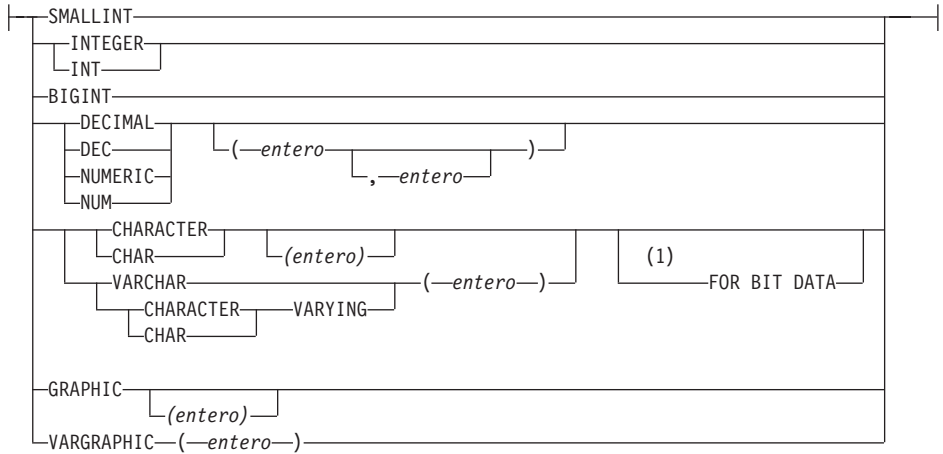 SMALLINT
INTEGER
INT
BIGINT
DECIMAL
DEC ( entero )
NUMERIC , entero
NUM
CHARACTER
CHAR (entero) (1)
VARCHAR ( entero ) FOR BIT DATA
CHARACTER VARYING
CHAR
GRAPHIC
(entero)
VARGRAPHIC ( entero )